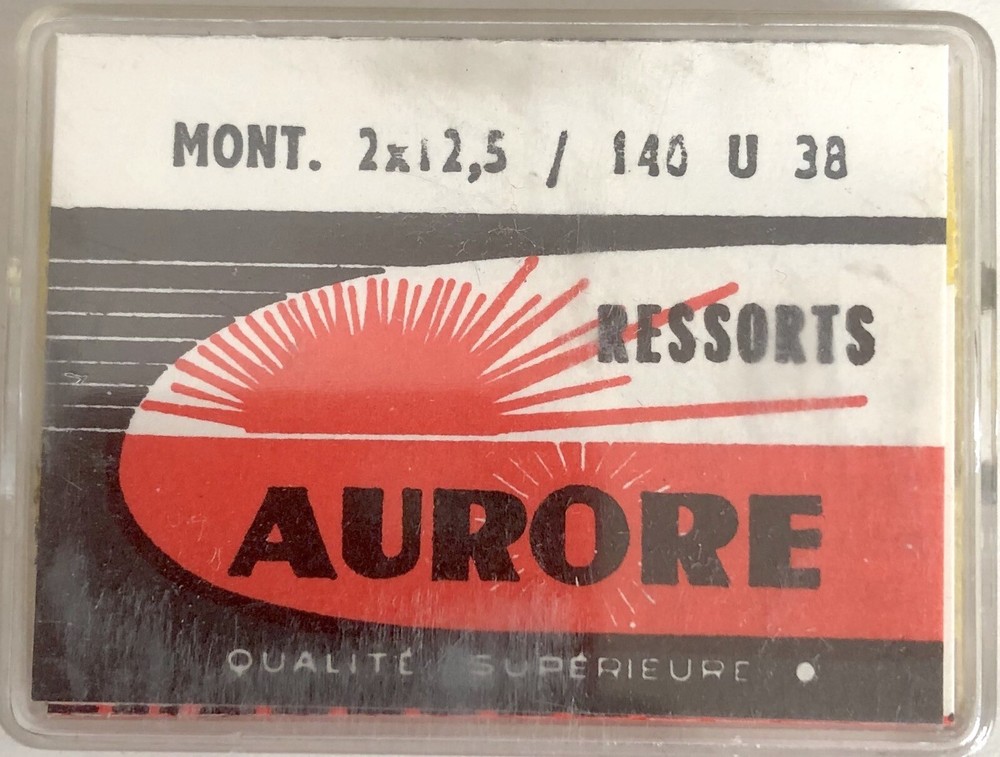 MONT. 2x12,5 / 140 U 38
RESSORTS
AURORE
QUALITÉ SUPÉRIEURE